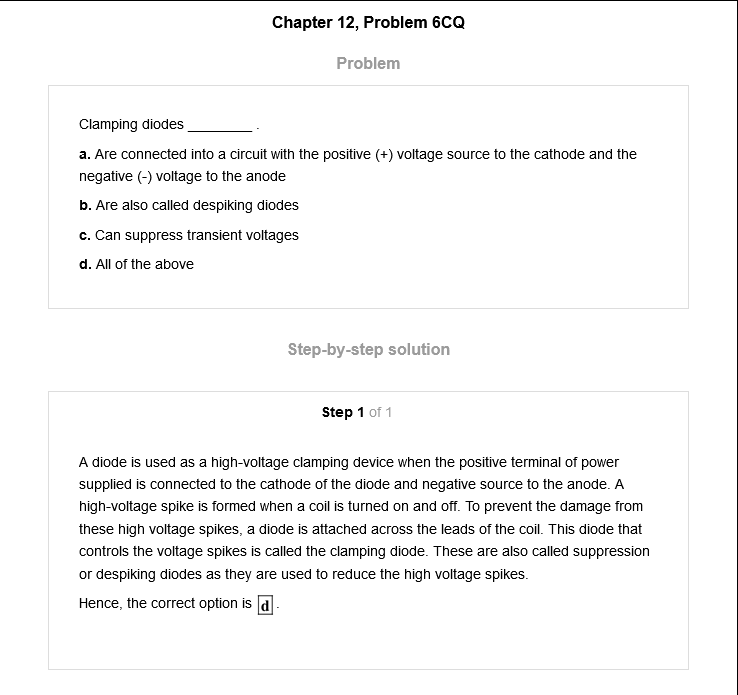 Chapter 12, Problem 6CQ
Problem
Clamping diodes ________ .
a. Are connected into a circuit with the positive (+) voltage source to the cathode and the
negative (-) voltage to the anode
b. Are also called despiking diodes
c. Can suppress transient voltages
d. All of the above
Step-by-step solution
Step 1 of 1
A diode is used as a high-voltage clamping device when the positive terminal of power
supplied is connected to the cathode of the diode and negative source to the anode. A
high-voltage spike is formed when a coil is turned on and off. To prevent the damage from
these high voltage spikes, a diode is attached across the leads of the coil. This diode that
controls the voltage spikes is called the clamping diode. These are also called suppression
or despiking diodes as they are used to reduce the high voltage spikes.
Hence, the correct option is d .